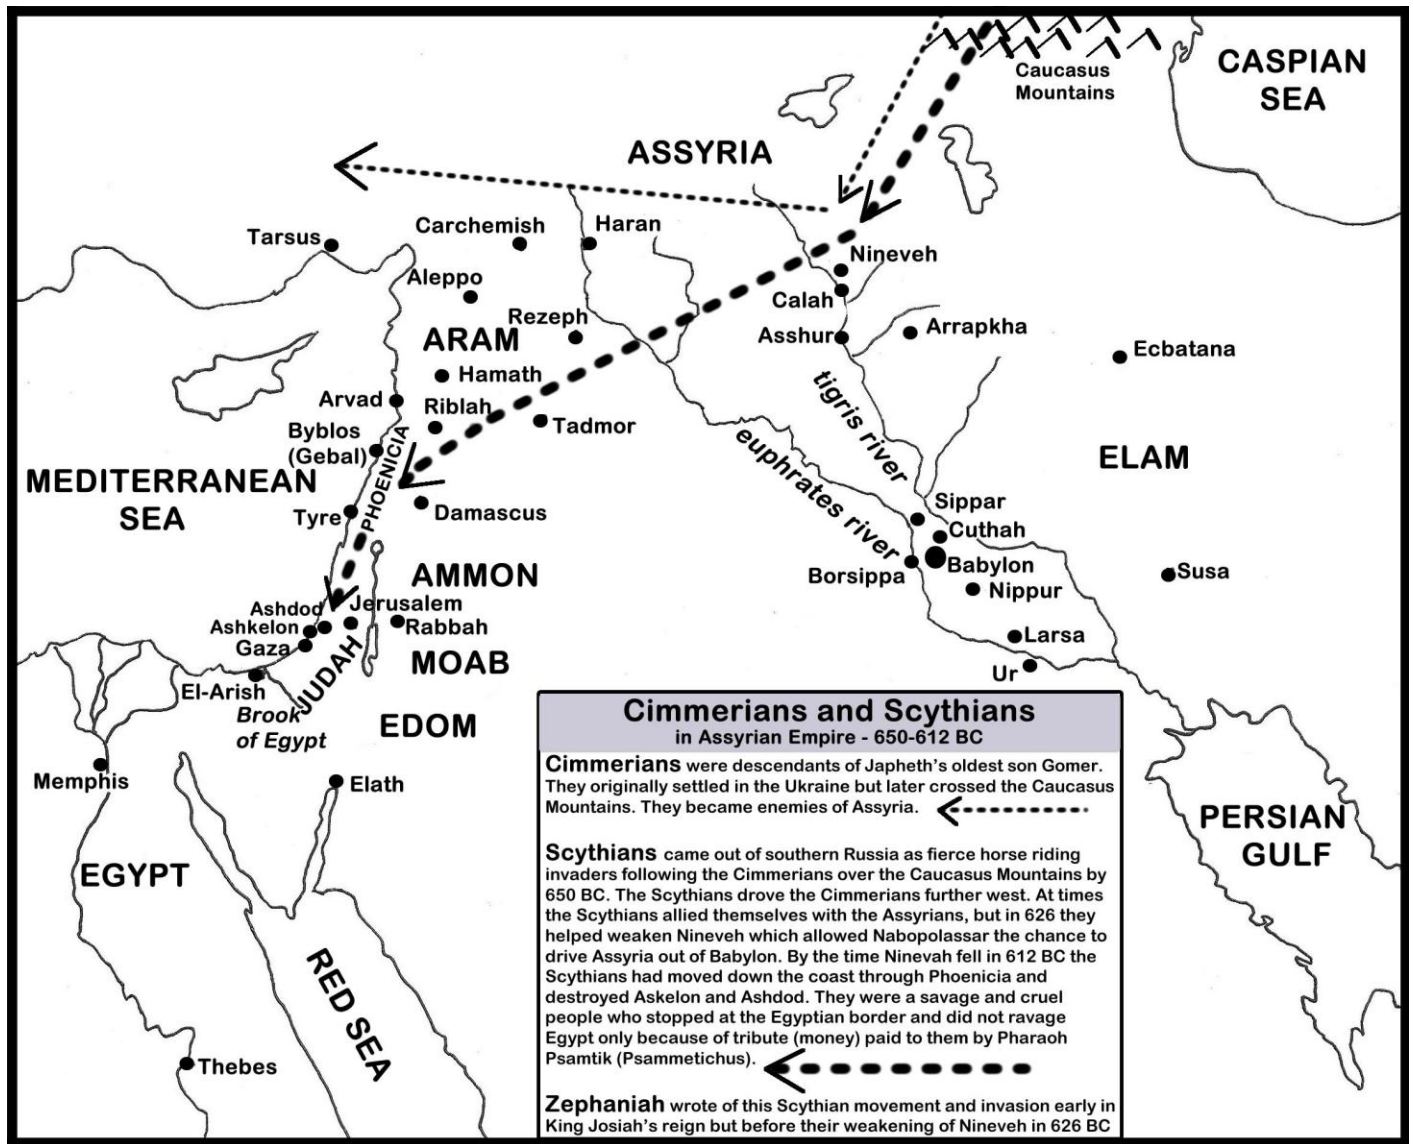 Caucasus
Mountains
CASPIAN
SEA
ASSYRIA
Tarsus
Carchemish
Haran
Nineveh
Aleppo
Calah
Rezeph
Asshur
Arrapkha
ARAM
Ecbatana
Hamath
Arvad
Riblah
Tadmor
tigris river
Byblos
(Gebal)
PHOENICIA
euphrates river
ELAM
MEDITERRANEAN
SEA
Tyre
Damascus
Sippar
Cuthah
Babylon
Borsippa
Nippur
Susa
AMMON
Ashdod
Jerusalem
Ashkelon
Rabbah
Gaza
JUDAH
MOAB
Larsa
Ur
El-Arish
Brook
of Egypt
EDOM
Memphis
Elath
EGYPT
PERSIAN
GULF
RED SEA
Thebes
Cimmerians and Scythians
in Assyrian Empire - 650-612 BC
Cimmerians were descendants of Japheth's oldest son Gomer.
They originally settled in the Ukraine but later crossed the Caucasus
Mountains. They became enemies of Assyria.
Scythians came out of southern Russia as fierce horse riding
invaders following the Cimmerians over the Caucasus Mountains by
650 BC. The Scythians drove the Cimmerians further west. At times
the Scythians allied themselves with the Assyrians, but in 626 they
helped weaken Nineveh which allowed Nabopolassar the chance to
drive Assyria out of Babylon. By the time Ninevah fell in 612 BC the
Scythians had moved down the coast through Phoenicia and
destroyed Askelon and Ashdod. They were a savage and cruel
people who stopped at the Egyptian border and did not ravage
Egypt only because of tribute (money) paid to them by Pharaoh
Psamtik (Psammetichus).
Zephaniah wrote of this Scythian movement and invasion early in
King Josiah's reign but before their weakening of Nineveh in 626 BC